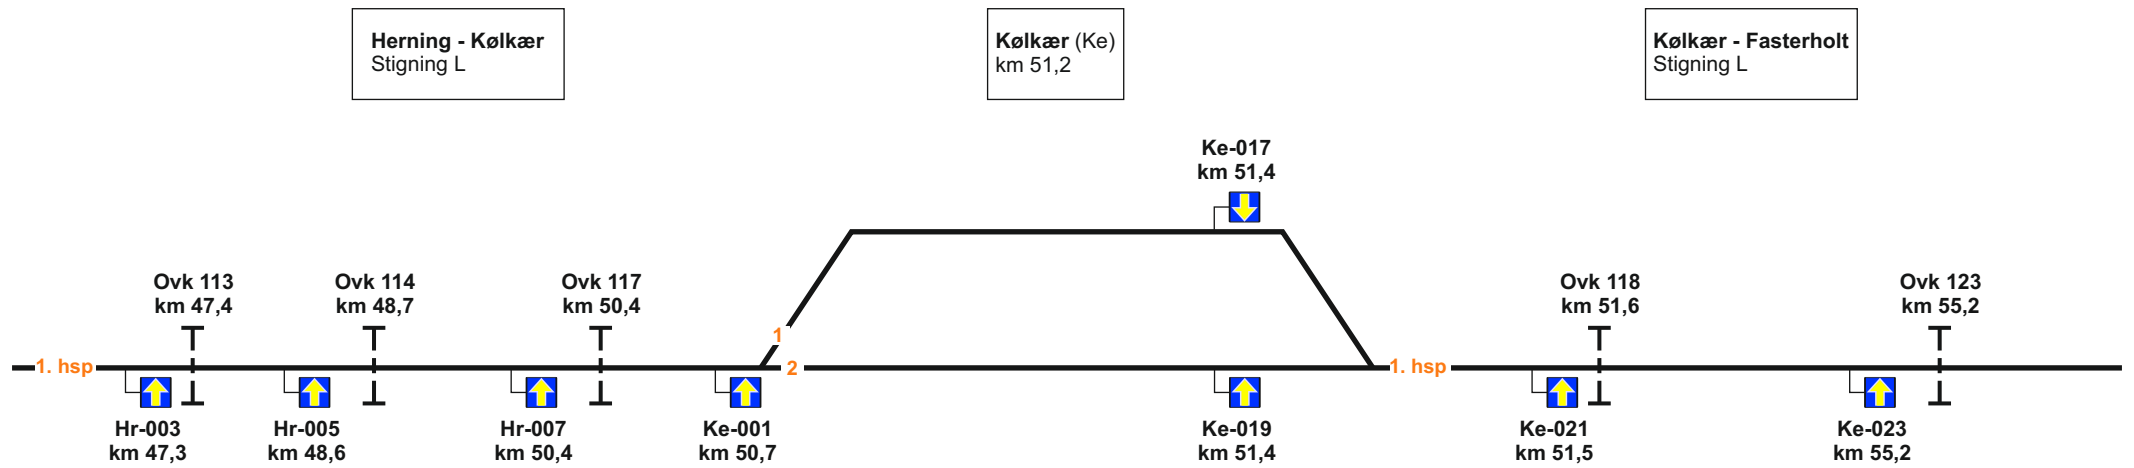 Herning - Kølkær
Stigning L
Kølkær (Ke)
km 51,2
Kølkær - Fasterholt
Stigning L
Ke-017
km 51,4
Ovk 113
km 47,4
Ovk 114
km 48,7
Ovk 117
km 50,4
Ovk 118
km 51,6
Ovk 123
km 55,2
1
1. hsp
2
1. hsp
Hr-003
km 47,3
Hr-005
km 48,6
Hr-007
km 50,4
Ke-001
km 50,7
Ke-019
km 51,4
Ke-021
km 51,5
Ke-023
km 55,2